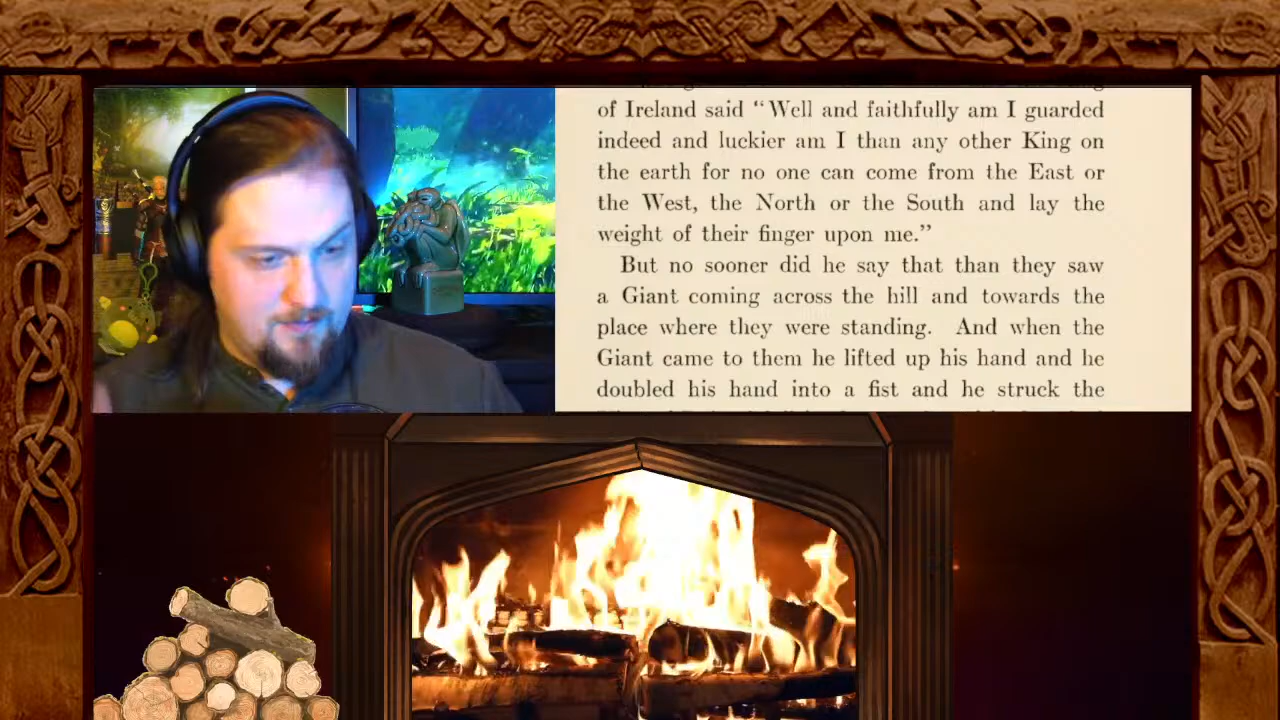 of Ireland said “Well and faithfully am I guarded
indeed and luckier am I than any other King on
the earth for no one can come from the East or
the West, the North or the South and lay the
weight of their finger upon me.”
But no sooner did he say that than they saw
a Giant coming across the hill and towards the
place where they were standing. And when the
Giant came to them he lifted up his hand and he
doubled his hand into a fist and he struck the